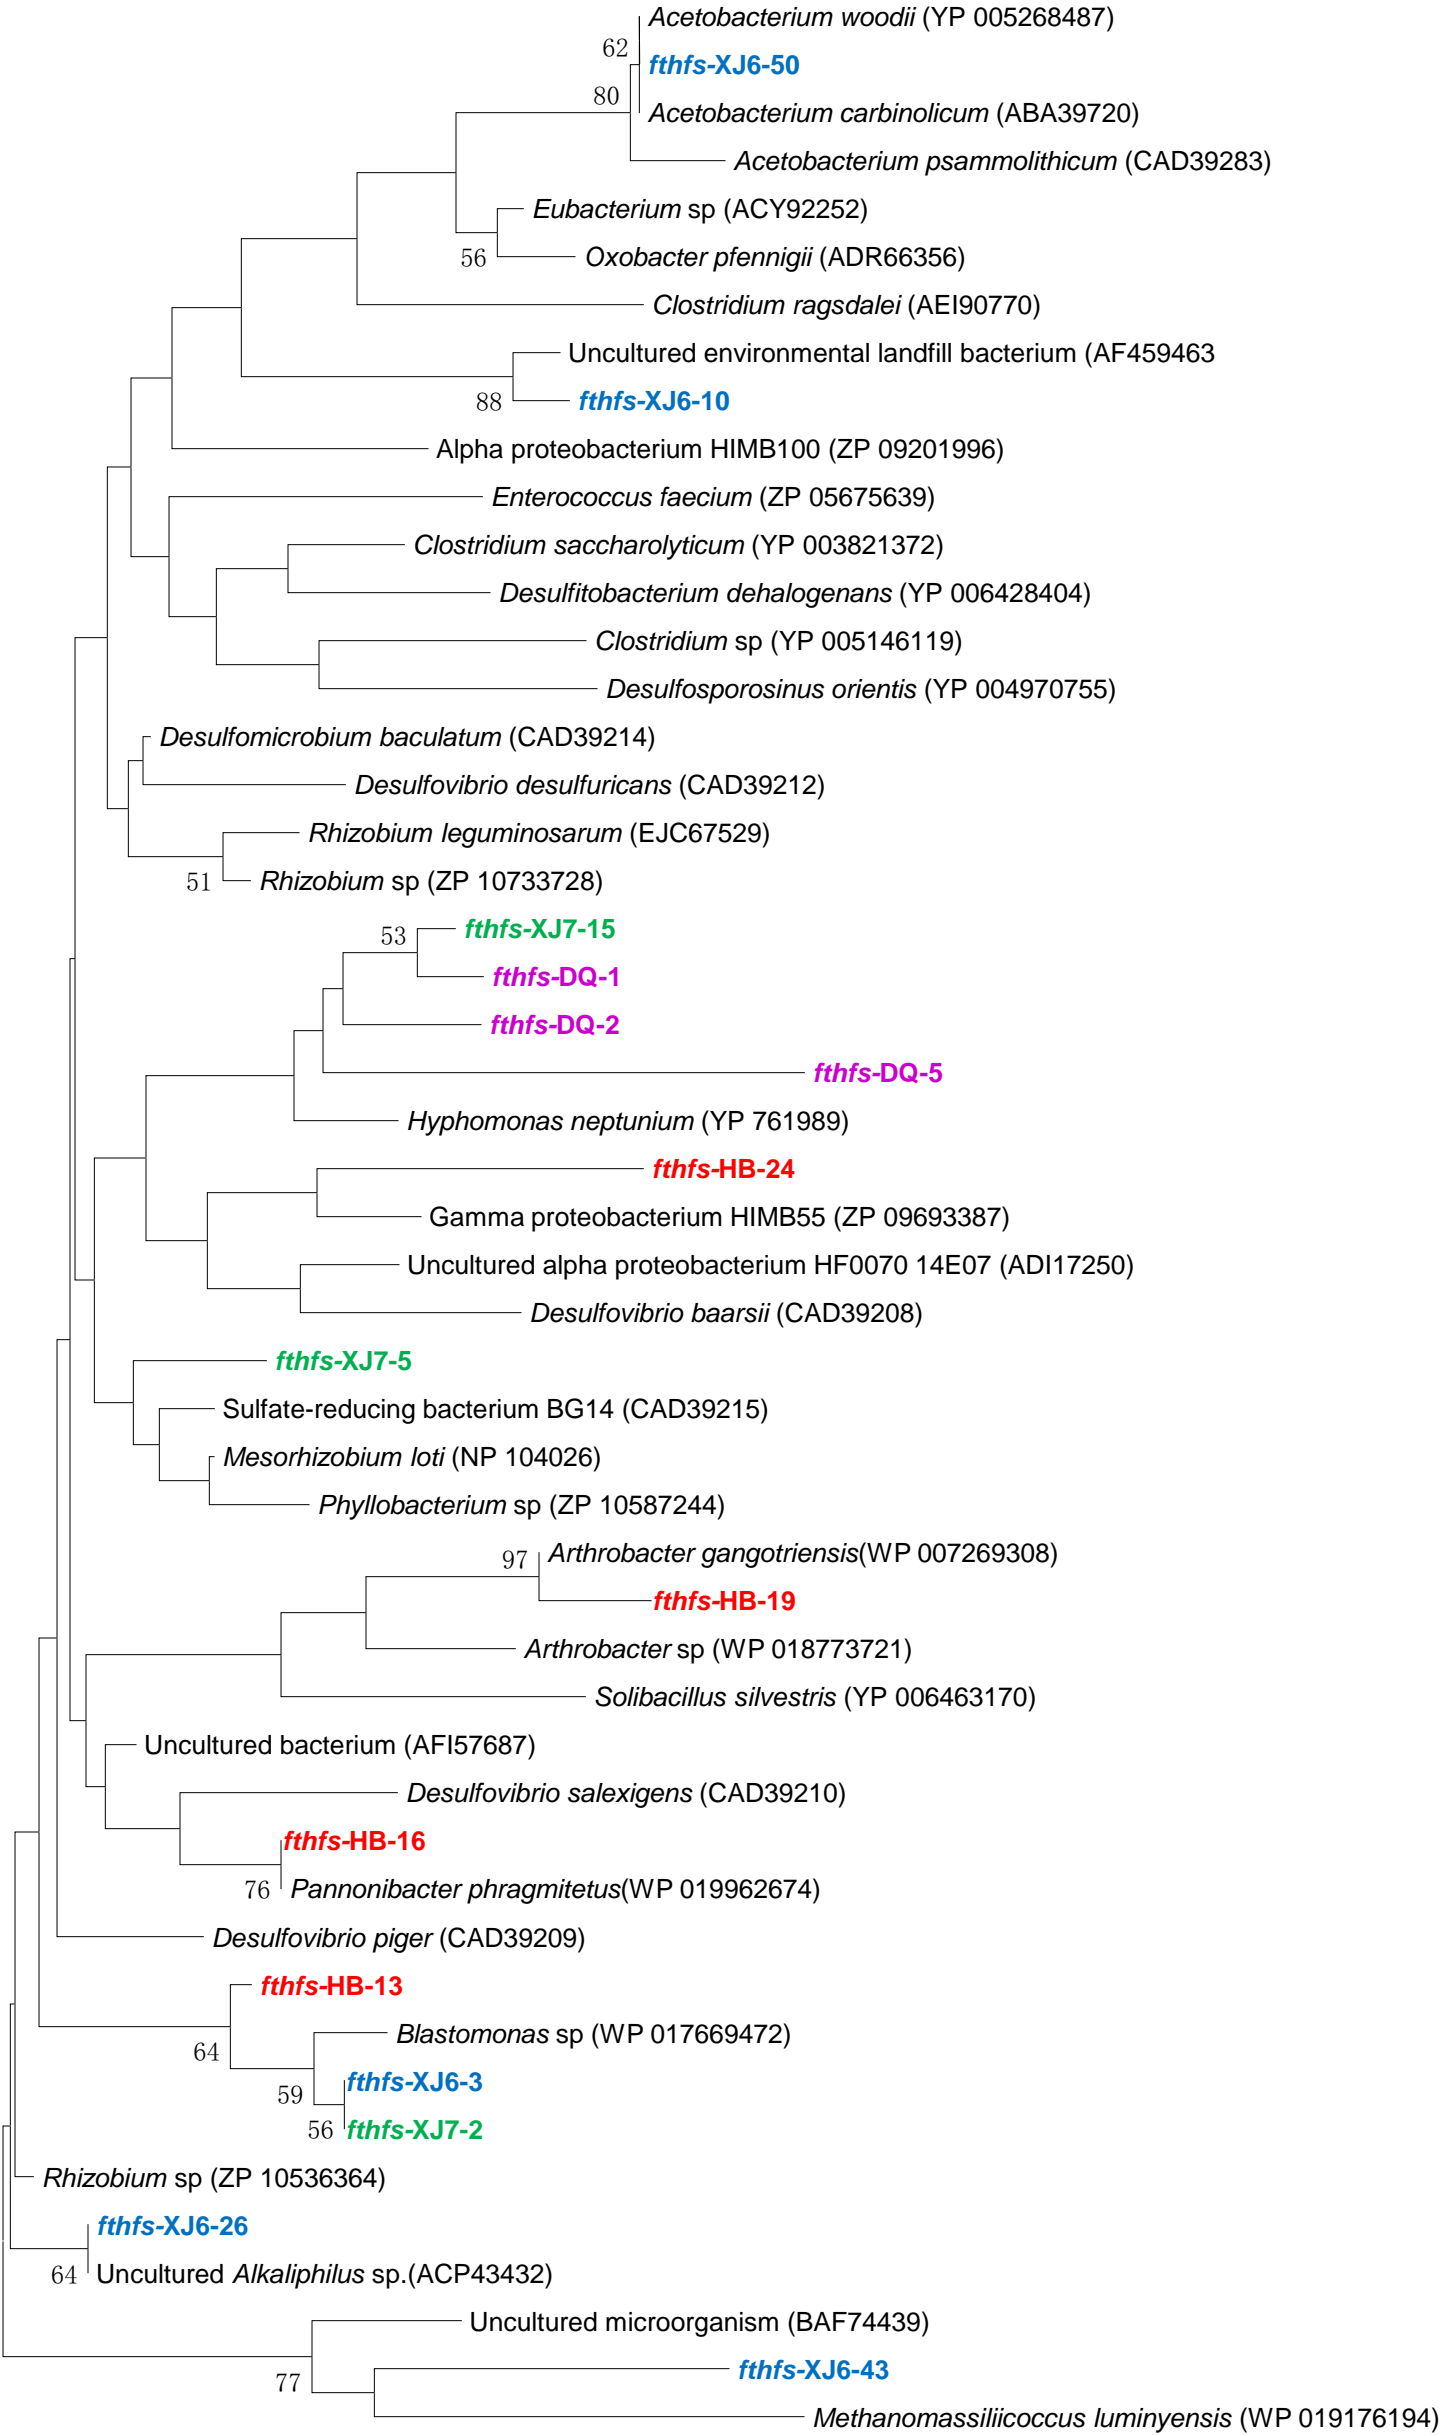 Acetobacterium woodii (YP 005268487)
62
fthfs-XJ6-50
80
Acetobacterium carbinolicum (ABA39720)
Acetobacterium psammolithicum (CAD39283)
Eubacterium sp (ACY92252)
56
Oxobacter pfennigii (ADR66356)
Clostridium ragsdalei (AEI90770)
Uncultured environmental landfill bacterium (AF459463
88
fthfs-XJ6-10
Alpha proteobacterium HIMB100 (ZP 09201996)
Enterococcus faecium (ZP 05675639)
Clostridium saccharolyticum (YP 003821372)
Desulfitobacterium dehalogenans (YP 006428404)
Clostridium sp (YP 005146119)
Desulfosporosinus orientis (YP 004970755)
Desulfomicrobium baculatum (CAD39214)
Desulfovibrio desulfuricans (CAD39212)
Rhizobium leguminosarum (EJC67529)
51
Rhizobium sp (ZP 10733728)
fthfs-XJ7-15
53
fthfs-DQ-1
fthfs-DQ-2
fthfs-DQ-5
Hyphomonas neptunium (YP 761989)
fthfs-HB-24
Gamma proteobacterium HIMB55 (ZP 09693387)
Uncultured alpha proteobacterium HF0070 14E07 (ADI17250)
Desulfovibrio baarsii (CAD39208)
fthfs-XJ7-5
Sulfate-reducing bacterium BG14 (CAD39215)
Mesorhizobium loti (NP 104026)
Phyllobacterium sp (ZP 10587244)
97
Arthrobacter gangotriensis(WP 007269308)
fthfs-HB-19
Arthrobacter sp (WP 018773721)
Solibacillus silvestris (YP 006463170)
Uncultured bacterium (AFI57687)
Desulfovibrio salexigens (CAD39210)
fthfs-HB-16
76
Pannonibacter phragmitetus(WP 019962674)
Desulfovibrio piger (CAD39209)
fthfs-HB-13
Blastomonas sp (WP 017669472)
64
fthfs-XJ6-3
59
56
fthfs-XJ7-2
Rhizobium sp (ZP 10536364)
fthfs-XJ6-26
64
Uncultured Alkaliphilus sp.(ACP43432)
Uncultured microorganism (BAF74439)
fthfs-XJ6-43
77
Methanomassiliicoccus luminyensis (WP 019176194)